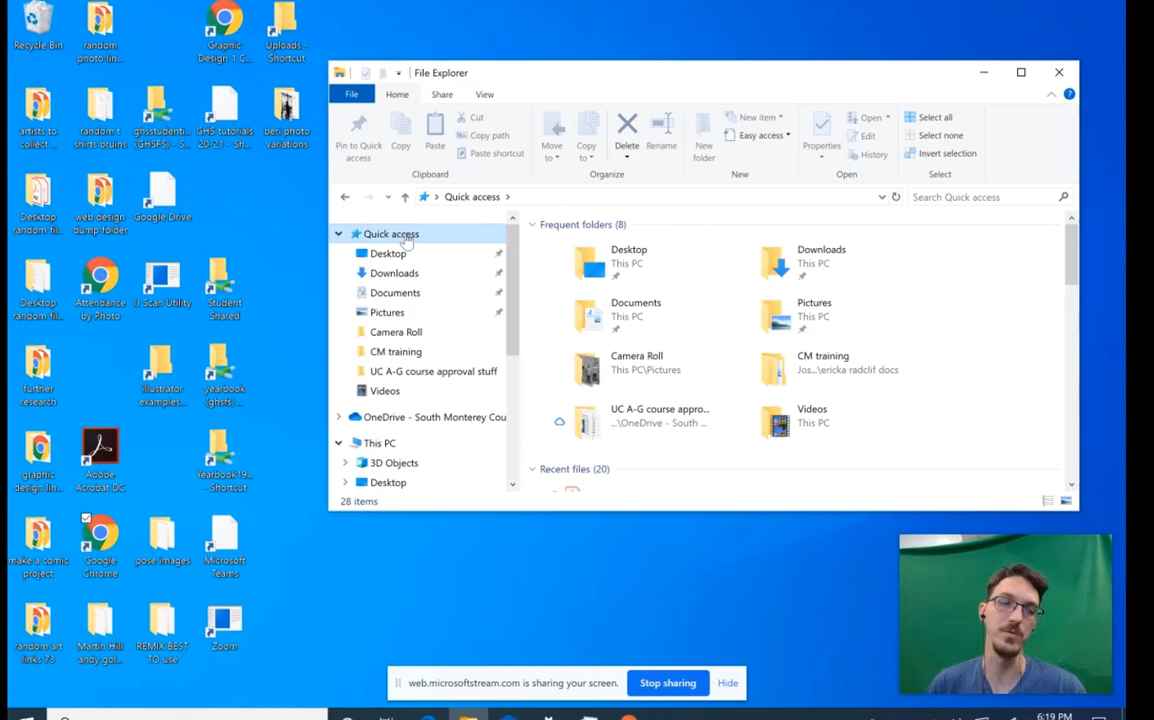 Recycle Bin
random
photo lin...
Graphic
Design 1 C...
Uploads -
Shortcut
artists to
collect ...
random t
shirts bruins
ghsstudenti...
(GHSFS) - S...
GHS tutorials
20-21 - Sh...
ben photo
variations
Desktop
random fil...
web design
dump folder
Google Drive
Desktop
random fil...
Attendance
by Photo
IJ Scan Utility
Student
Shared
further
research
illustrator
examples...
yearbook
(ghsfs) ...
graphic
design lin...
Adobe
Acrobat DC
Yearbook19...
- Shortcut
make a comic
project
Google
Chrome
pose images
Microsoft
Teams
random art
links 73
Martin Hill
andy gol...
REMIX BEST
TO use
Zoom
File Explorer
File
Home
Share
View
Pin to Quick
access
Copy
Paste
Cut
Copy path
Paste shortcut
Clipboard
Move
to
Copy
to
Delete
Rename
Organize
New
folder
New item
Easy access
New
Properties
Open
Edit
History
Open
Select all
Select none
Invert selection
Select
Quick access
Search Quick access
Quick access
Desktop
Downloads
Documents
Pictures
Camera Roll
CM training
UC A-G course approval stuff
Videos
OneDrive - South Monterey Cou
This PC
3D Objects
Desktop
Frequent folders (8)
Desktop
This PC
Downloads
This PC
Documents
This PC
Pictures
This PC
Camera Roll
This PC\Pictures
CM training
Jos...\ericka radclif docs
UC A-G course appro...
...\OneDrive - South ...
Videos
This PC
Recent files (20)
28 items
web.microsoftstream.com is sharing your screen.
Stop sharing
Hide
6:19 PM